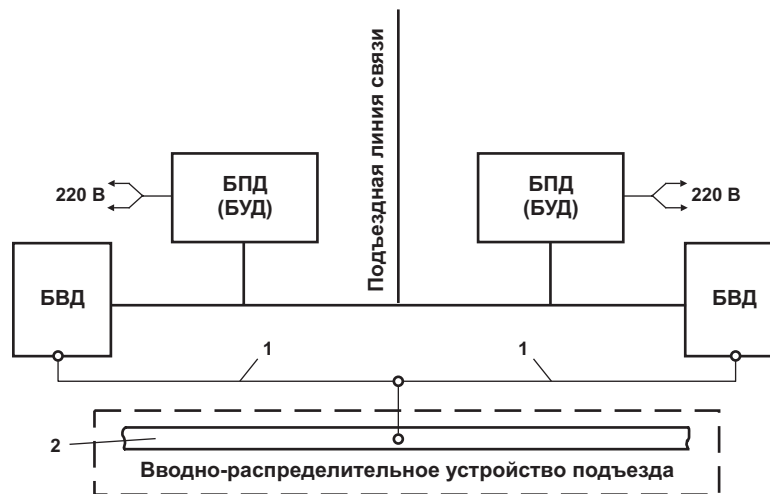 Подъездная линия связи
220 В
БПД
(БУД)
БПД
(БУД)
220 В
БВД
БВД
1
1
2
Вводно-распределительное устройство подъезда